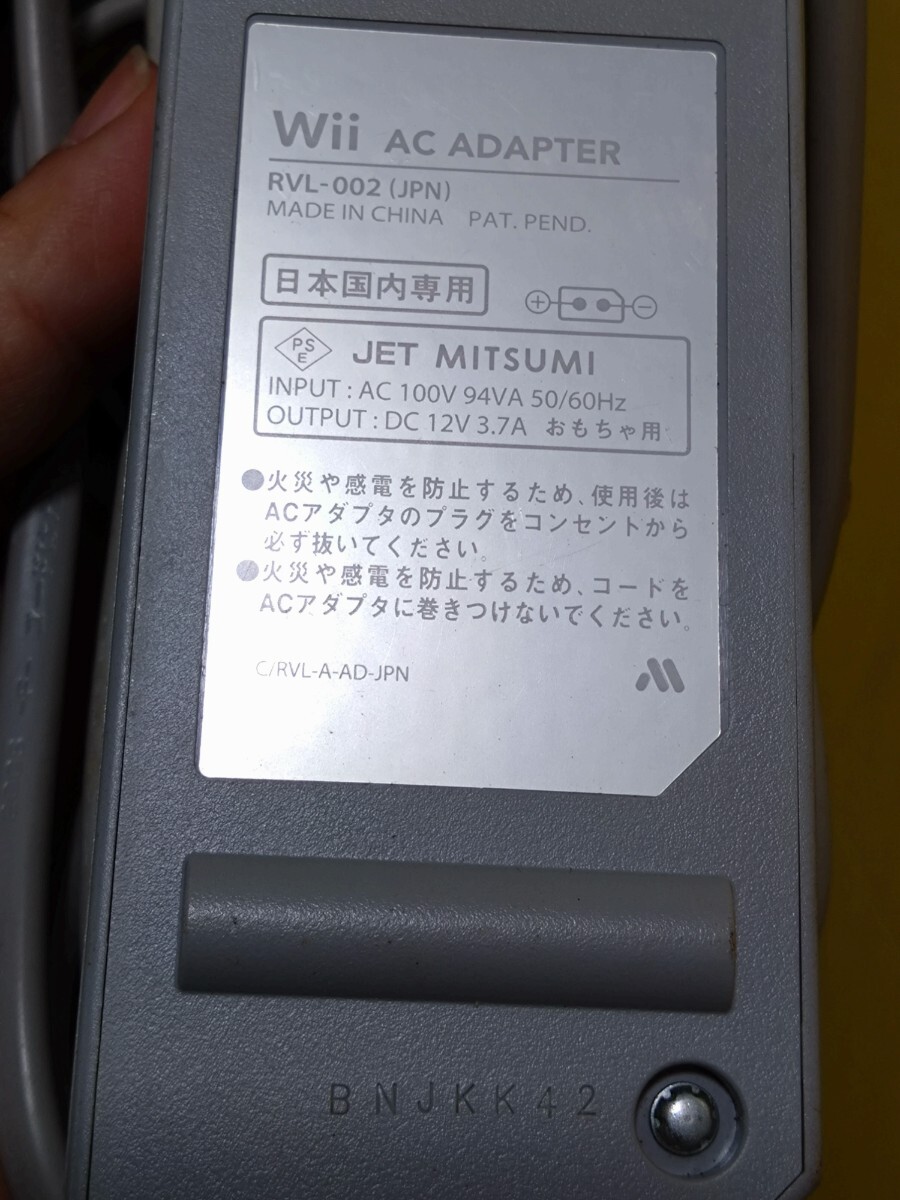 Wii AC ADAPTER
RVL-002 (JPN)
MADE IN CHINA PAT. PEND.
日本国内専用
⊕ ⊖
PS
E
JET MITSUMI
INPUT : AC 100V 94VA 50/60Hz
OUTPUT : DC 12V 3.7A おもちゃ用
●火災や感電を防止するため、使用後は
ACアダプタのプラグをコンセントから
必ず抜いてください。
●火災や感電を防止するため、コードを
ACアダプタに巻きつけないでください。
C/RVL-A-AD-JPN
BNJKK42